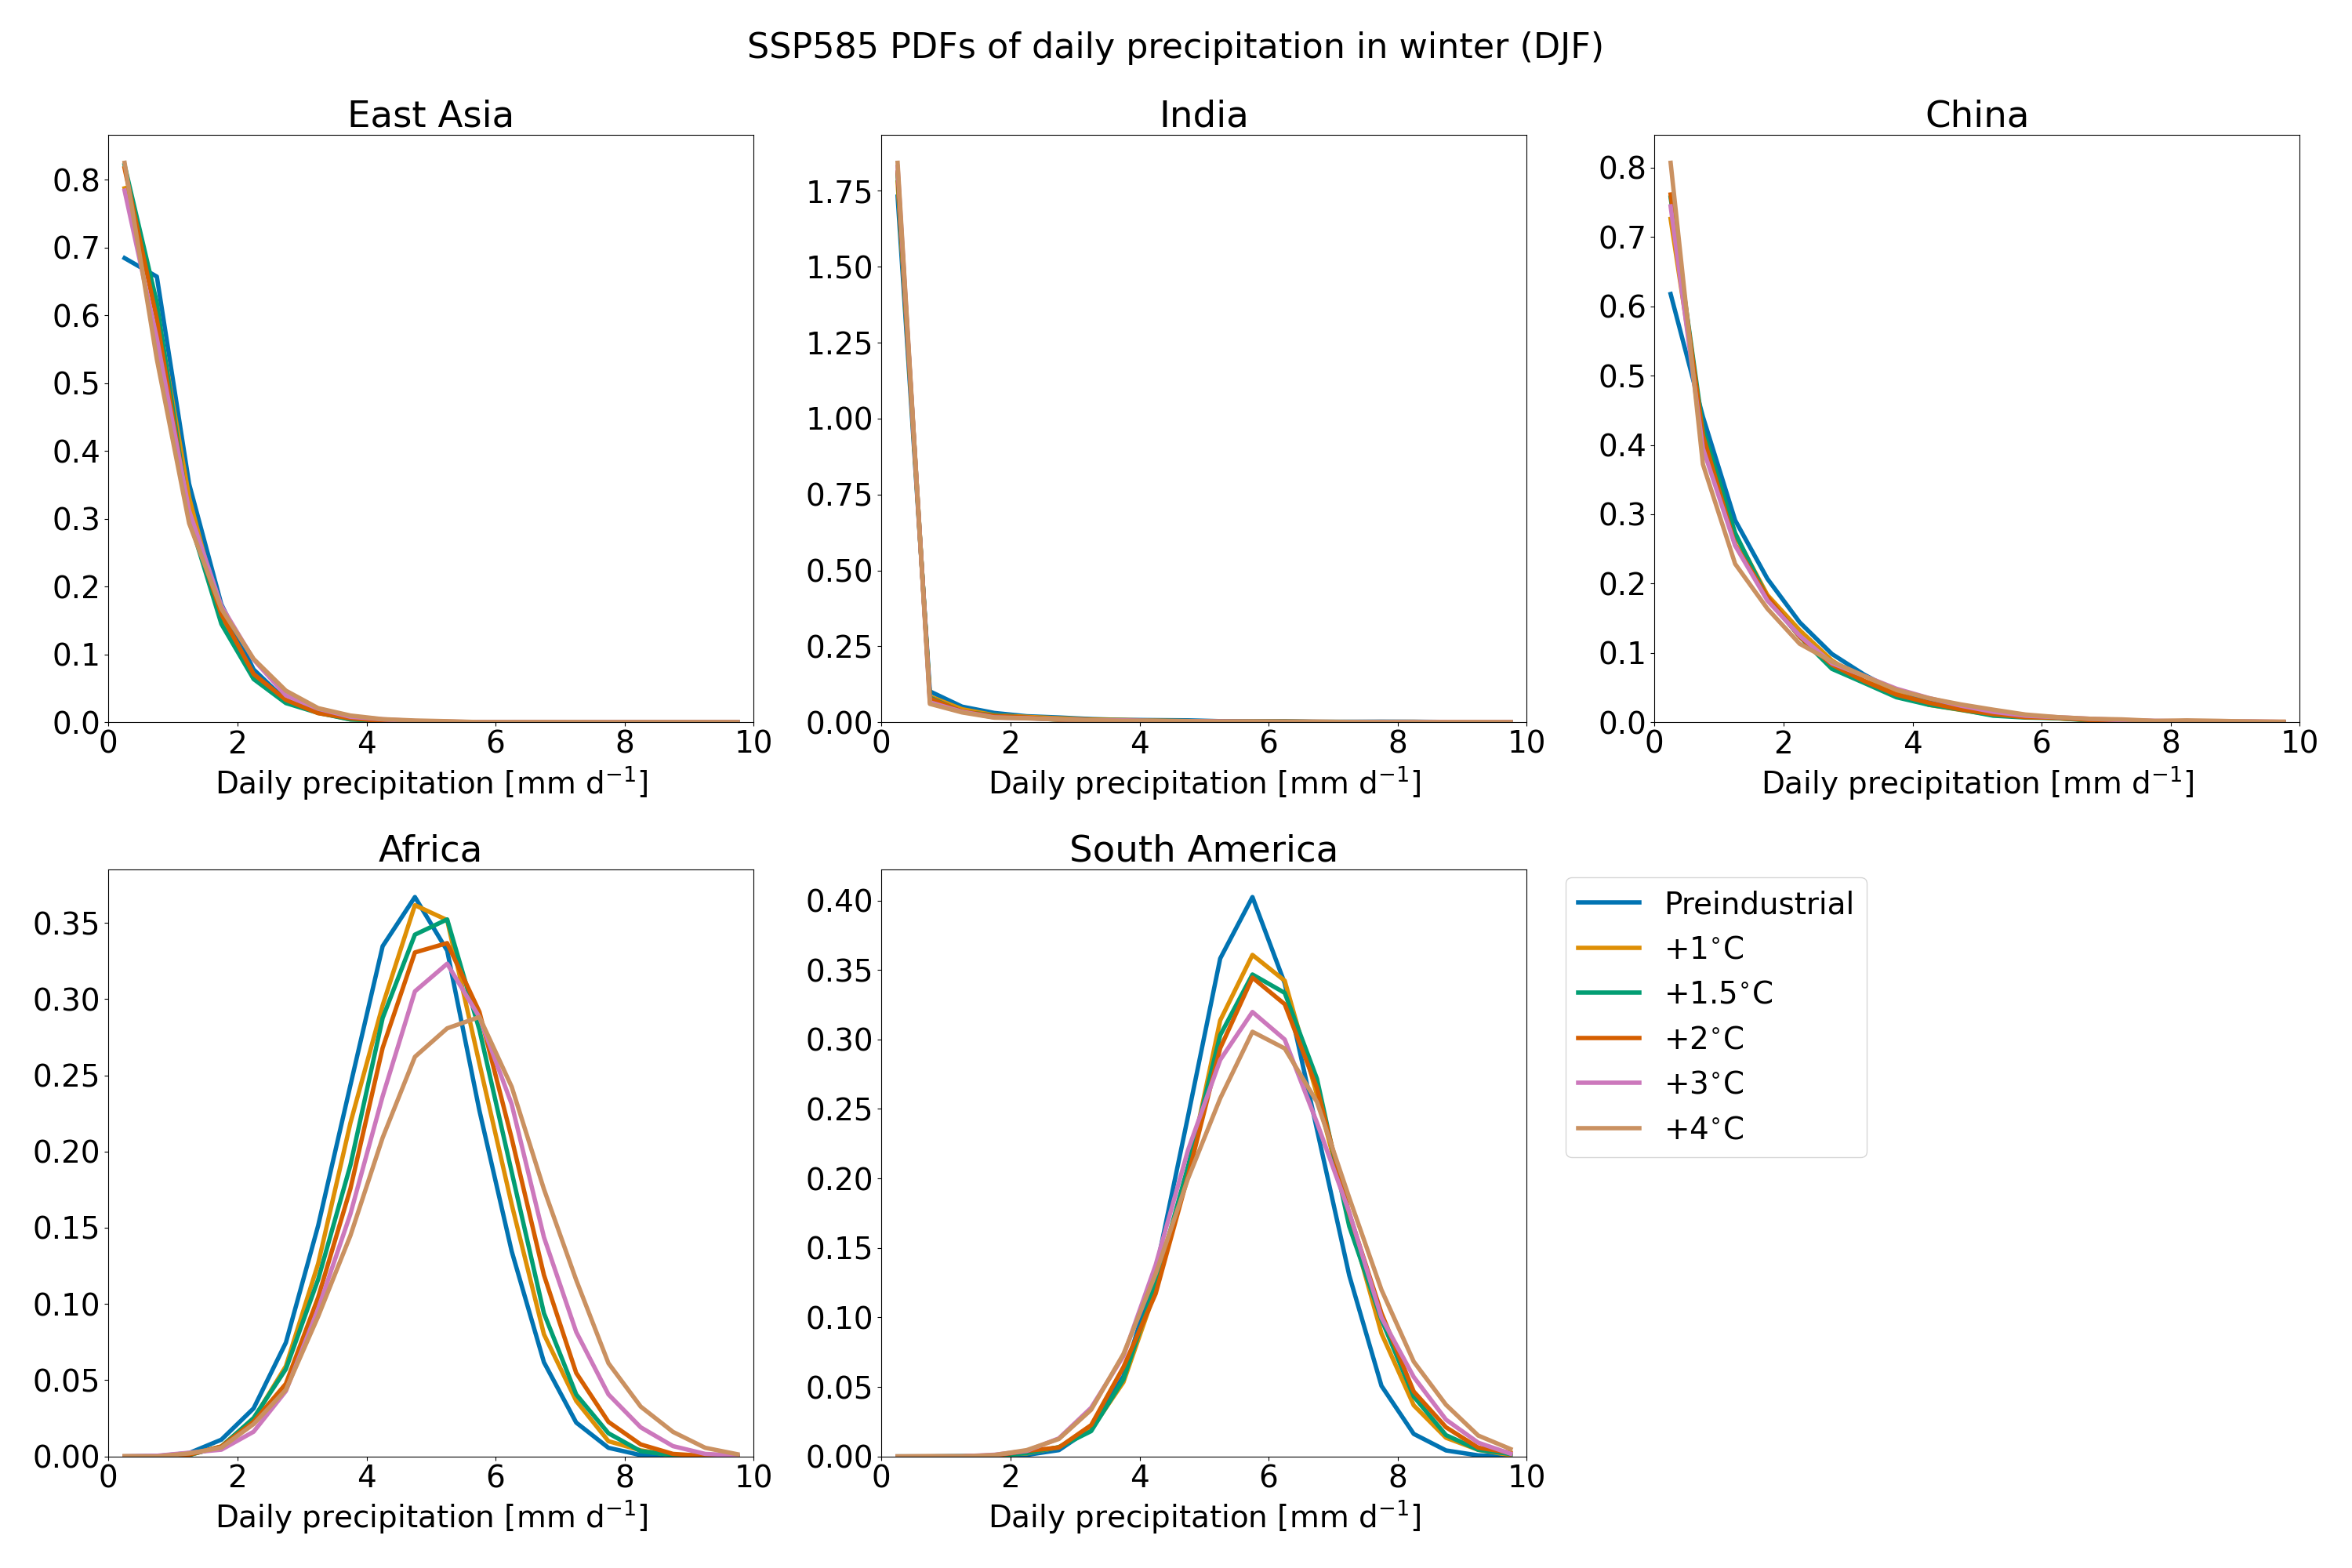 SSP585 PDFs of daily precipitation in winter (DJF)
East Asia
0.8
0.7
0.6
0.5
0.4
0.3
0.2
0.1
0.0
0 2 4 6 8 10
Daily precipitation [mm d⁻¹]
India
1.75
1.50
1.25
1.00
0.75
0.50
0.25
0.00
0 2 4 6 8 10
Daily precipitation [mm d⁻¹]
China
0.8
0.7
0.6
0.5
0.4
0.3
0.2
0.1
0.0
0 2 4 6 8 10
Daily precipitation [mm d⁻¹]
Africa
0.35
0.30
0.25
0.20
0.15
0.10
0.05
0.00
0 2 4 6 8 10
Daily precipitation [mm d⁻¹]
South America
0.40
0.35
0.30
0.25
0.20
0.15
0.10
0.05
0.00
0 2 4 6 8 10
Daily precipitation [mm d⁻¹]
Preindustrial
+1°C
+1.5°C
+2°C
+3°C
+4°C